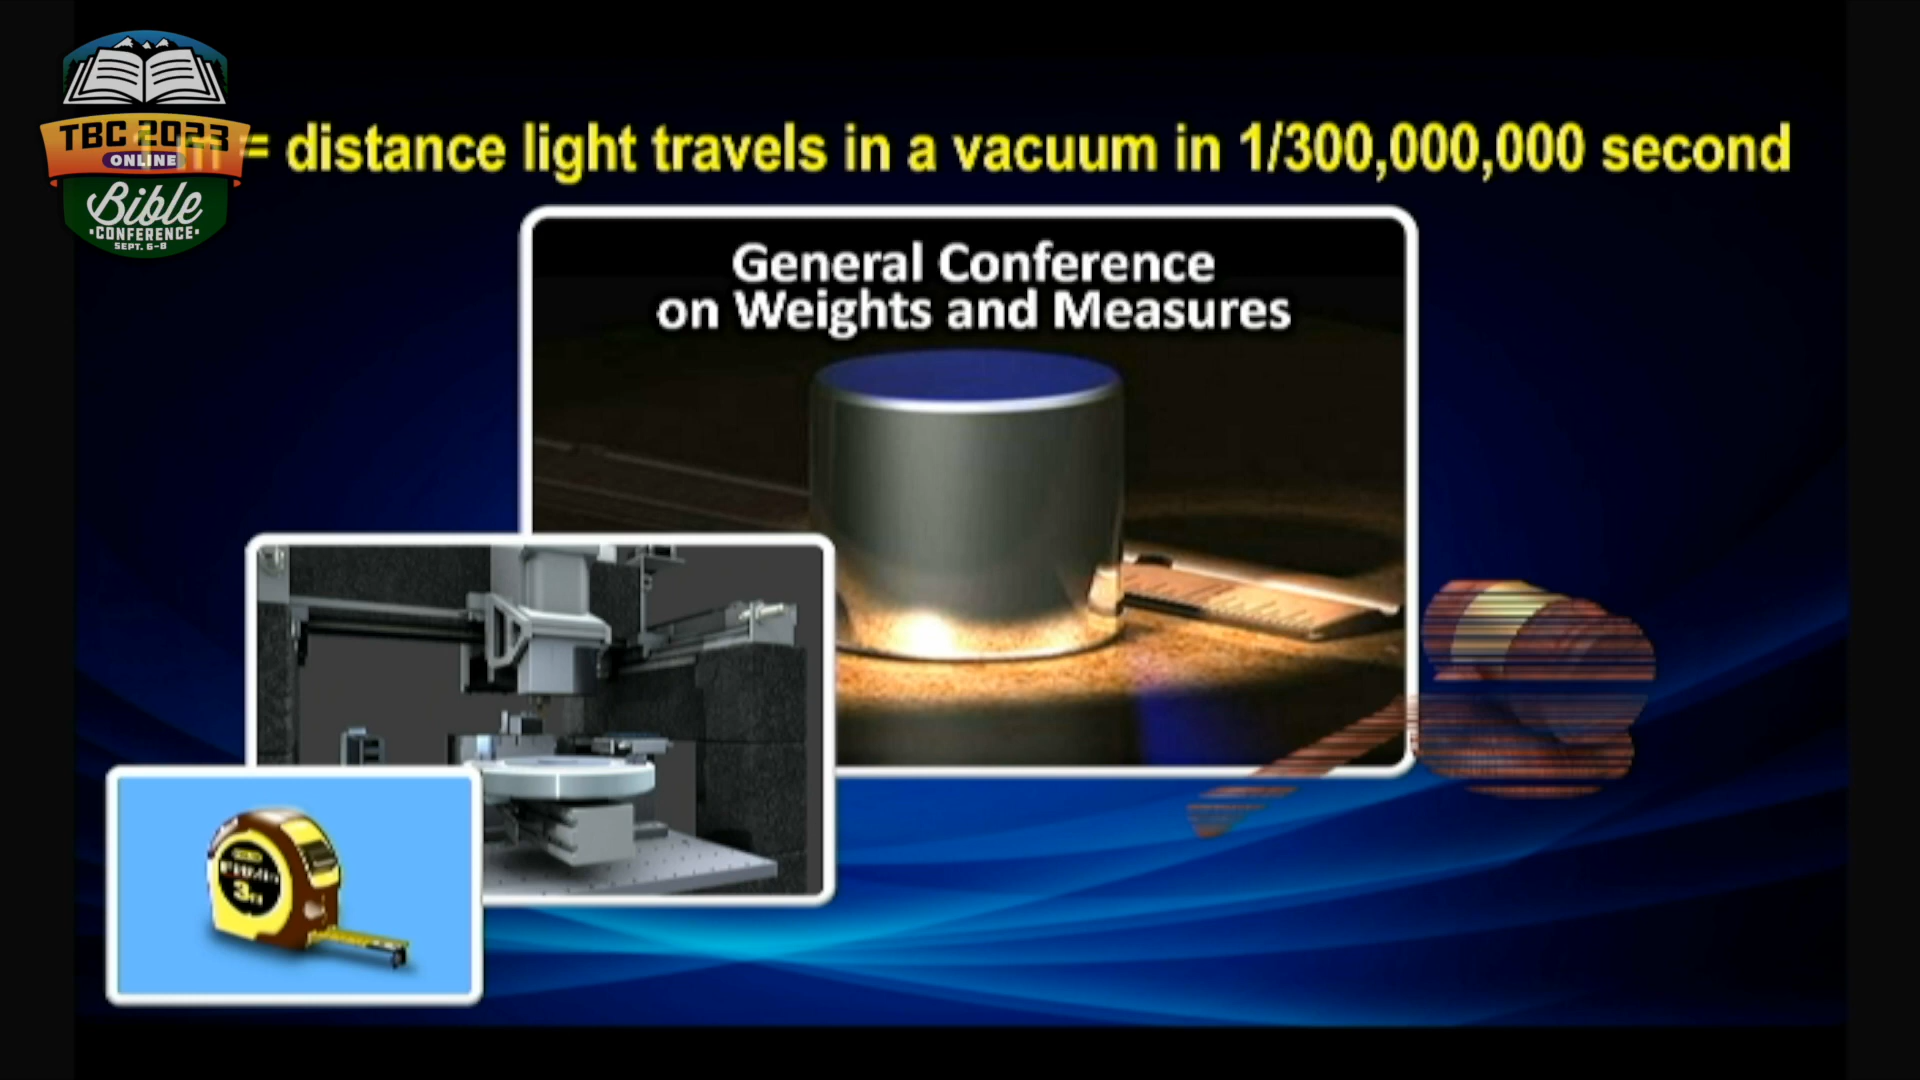 TBC 2023
ONLINE
Bible
•CONFERENCE•
SEPT. 6-8
m = distance light travels in a vacuum in 1/300,000,000 second
General Conference
on Weights and Measures
3m